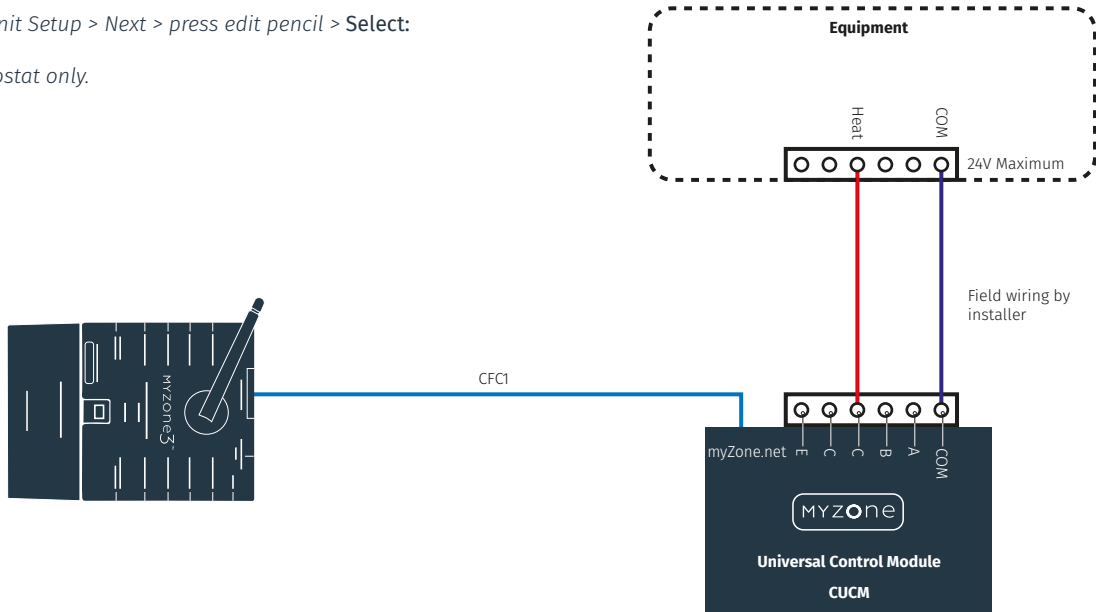 nit Setup > Next > press edit pencil > Select:
ostat only.
Equipment
Heat
COM
24V Maximum
Field wiring by
installer
CFC1
MYZONE3™
myZone.net
E
C
C
B
A
COM
MYZONE
Universal Control Module
CUCM